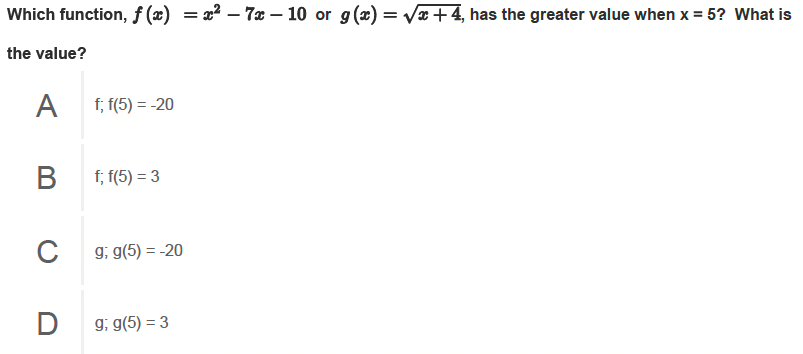 Which function, f (x) = x² − 7x − 10 or g (x) = √x + 4, has the greater value when x = 5? What is
the value?
A f; f(5) = -20
B f; f(5) = 3
C g; g(5) = -20
D g; g(5) = 3